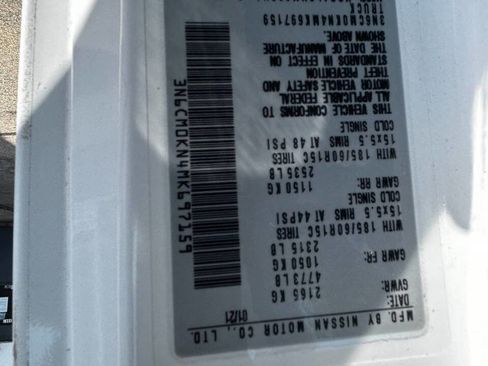 MFD. BY NISSAN MOTOR CO., LTD.
DATE: 01/21
GVWR: 2165 KG
4773 LB
GAWR FR: 1050 KG
2315 LB
WITH 185/60R15C TIRES
15x5.5 RIMS AT 44PSI
COLD SINGLE
GAWR RR: 1150 KG
2535 LB
WITH 185/60R15C TIRES
15x5.5 RIMS AT 48 PSI
COLD SINGLE
THIS VEHICLE CONFORMS TO
ALL APPLICABLE FEDERAL
MOTOR VEHICLE SAFETY AND
THEFT PREVENTION
STANDARDS IN EFFECT ON
THE DATE OF MANUFACTURE
SHOWN ABOVE.
3N6CM0KN4MK697159
TRUCK
3N6CM0KN4MK697159